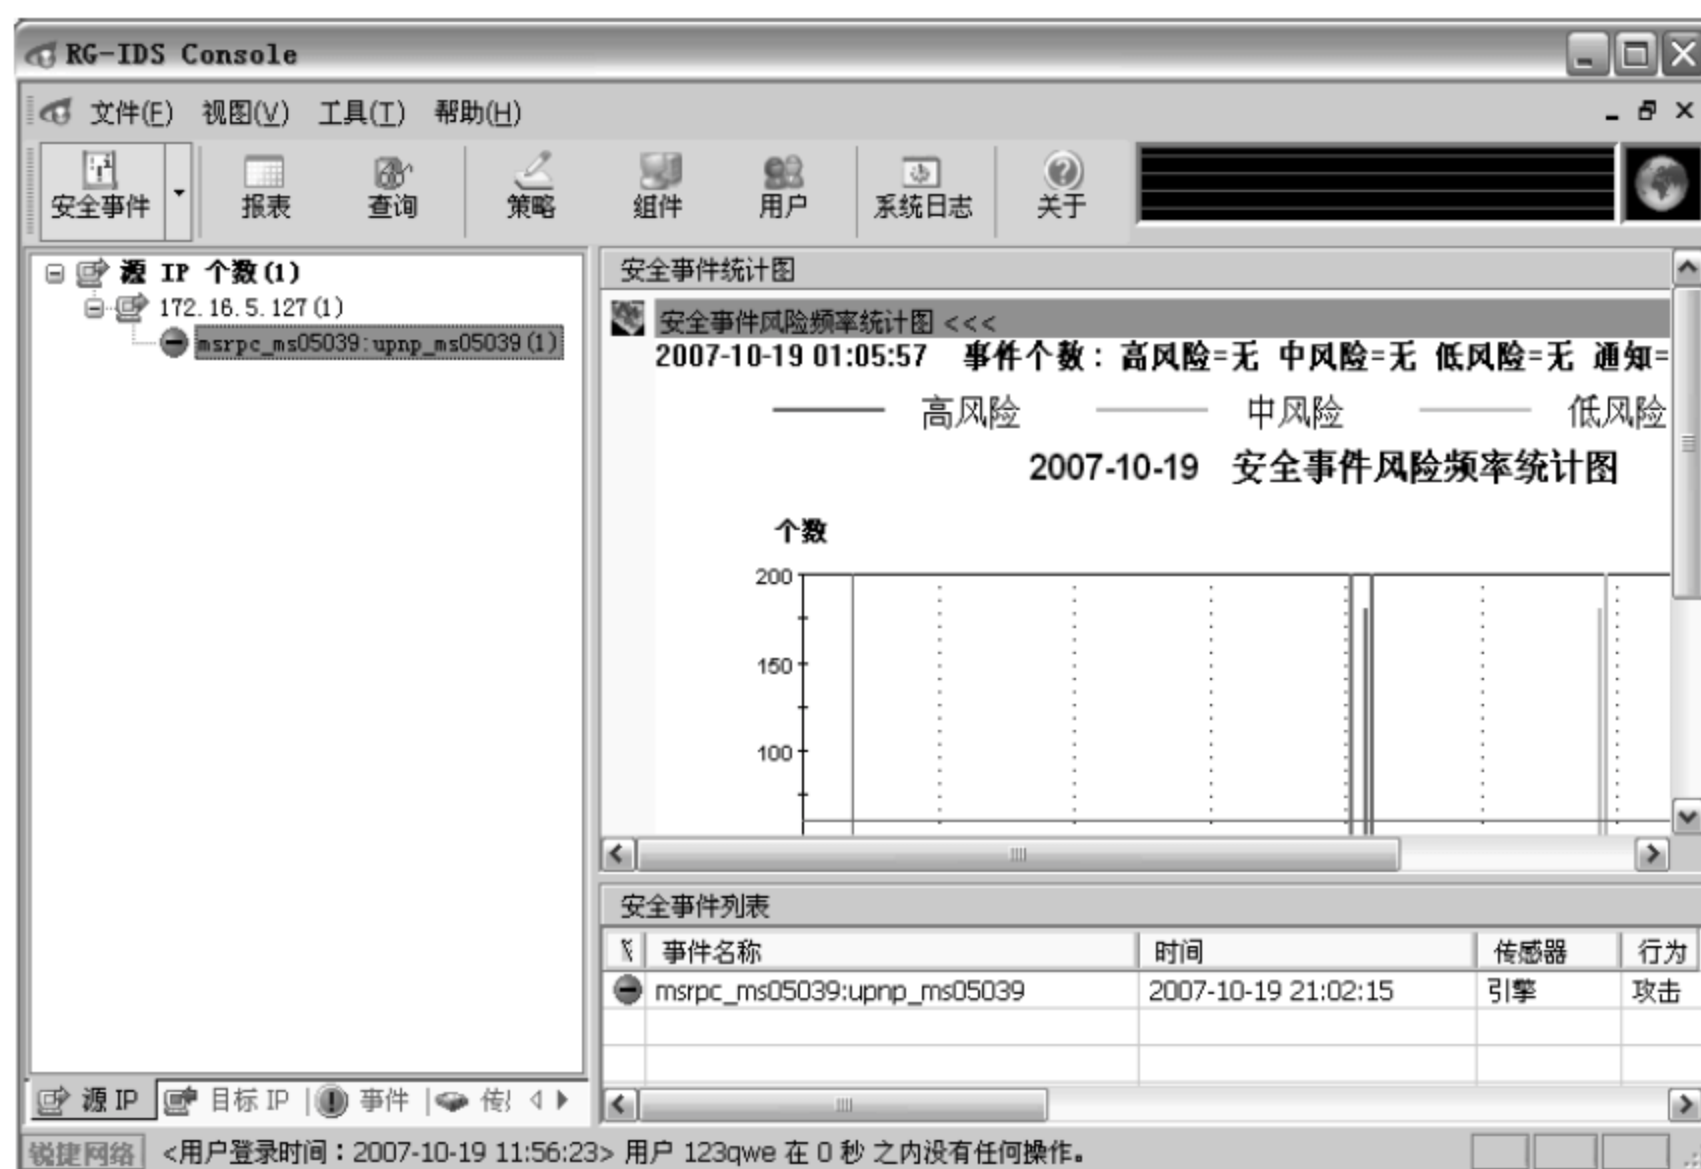 RG-IDS Console
文件(F) 视图(V) 工具(T) 帮助(H)
安全事件 报表 查询 策略 组件 用户 系统日志 关于
源 IP 个数(1)
172.16.5.127(1)
msrpc_ms05039:upnp_ms05039(1)
安全事件统计图
安全事件风险频率统计图 <<<
2007-10-19 01:05:57 事件个数: 高风险=无 中风险=无 低风险=无 通知=
高风险 中风险 低风险
2007-10-19 安全事件风险频率统计图
个数
200
150
100
安全事件列表
事件名称 时间 传感器 行为
msrpc_ms05039:upnp_ms05039 2007-10-19 21:02:15 引擎 攻击
源 IP 目标 IP 事件
锐捷网络 <用户登录时间：2007-10-19 11:56:23> 用户 123qwe 在 0 秒 之内没有任何操作。